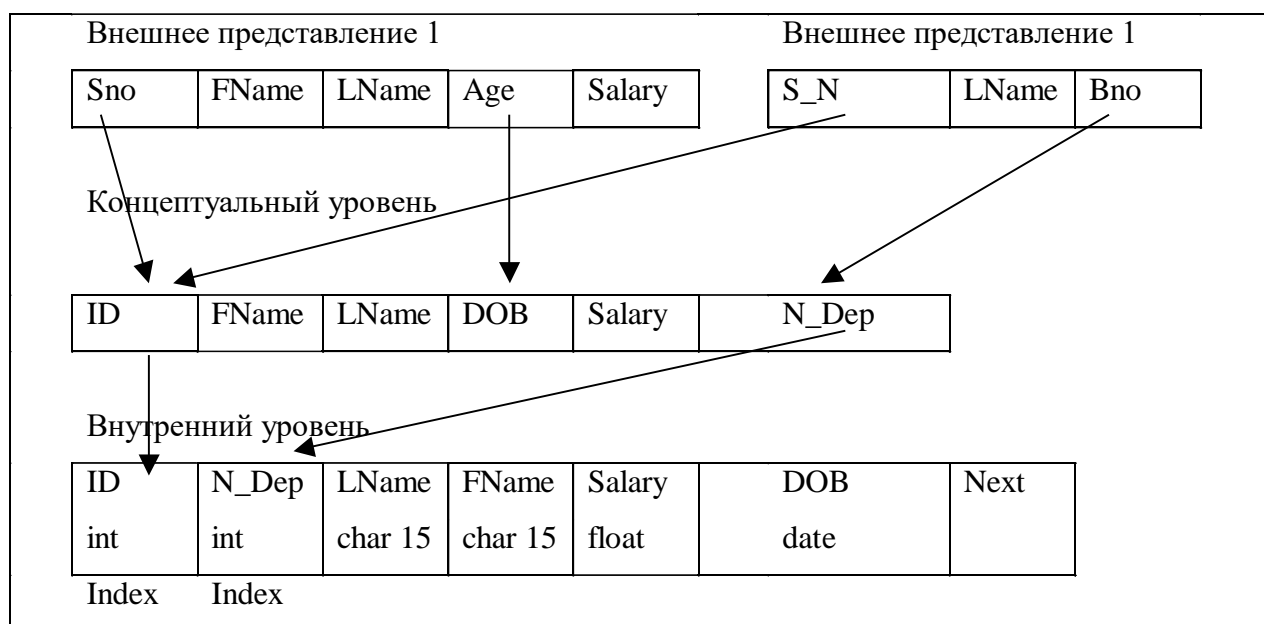 Внешнее представление 1 Внешнее представление 1
Sno FName LName Age Salary S_N LName Bno
Концептуальный уровень
ID FName LName DOB Salary N_Dep
Внутренний уровень
ID N_Dep LName FName Salary DOB Next
int int char 15 char 15 float date
Index Index